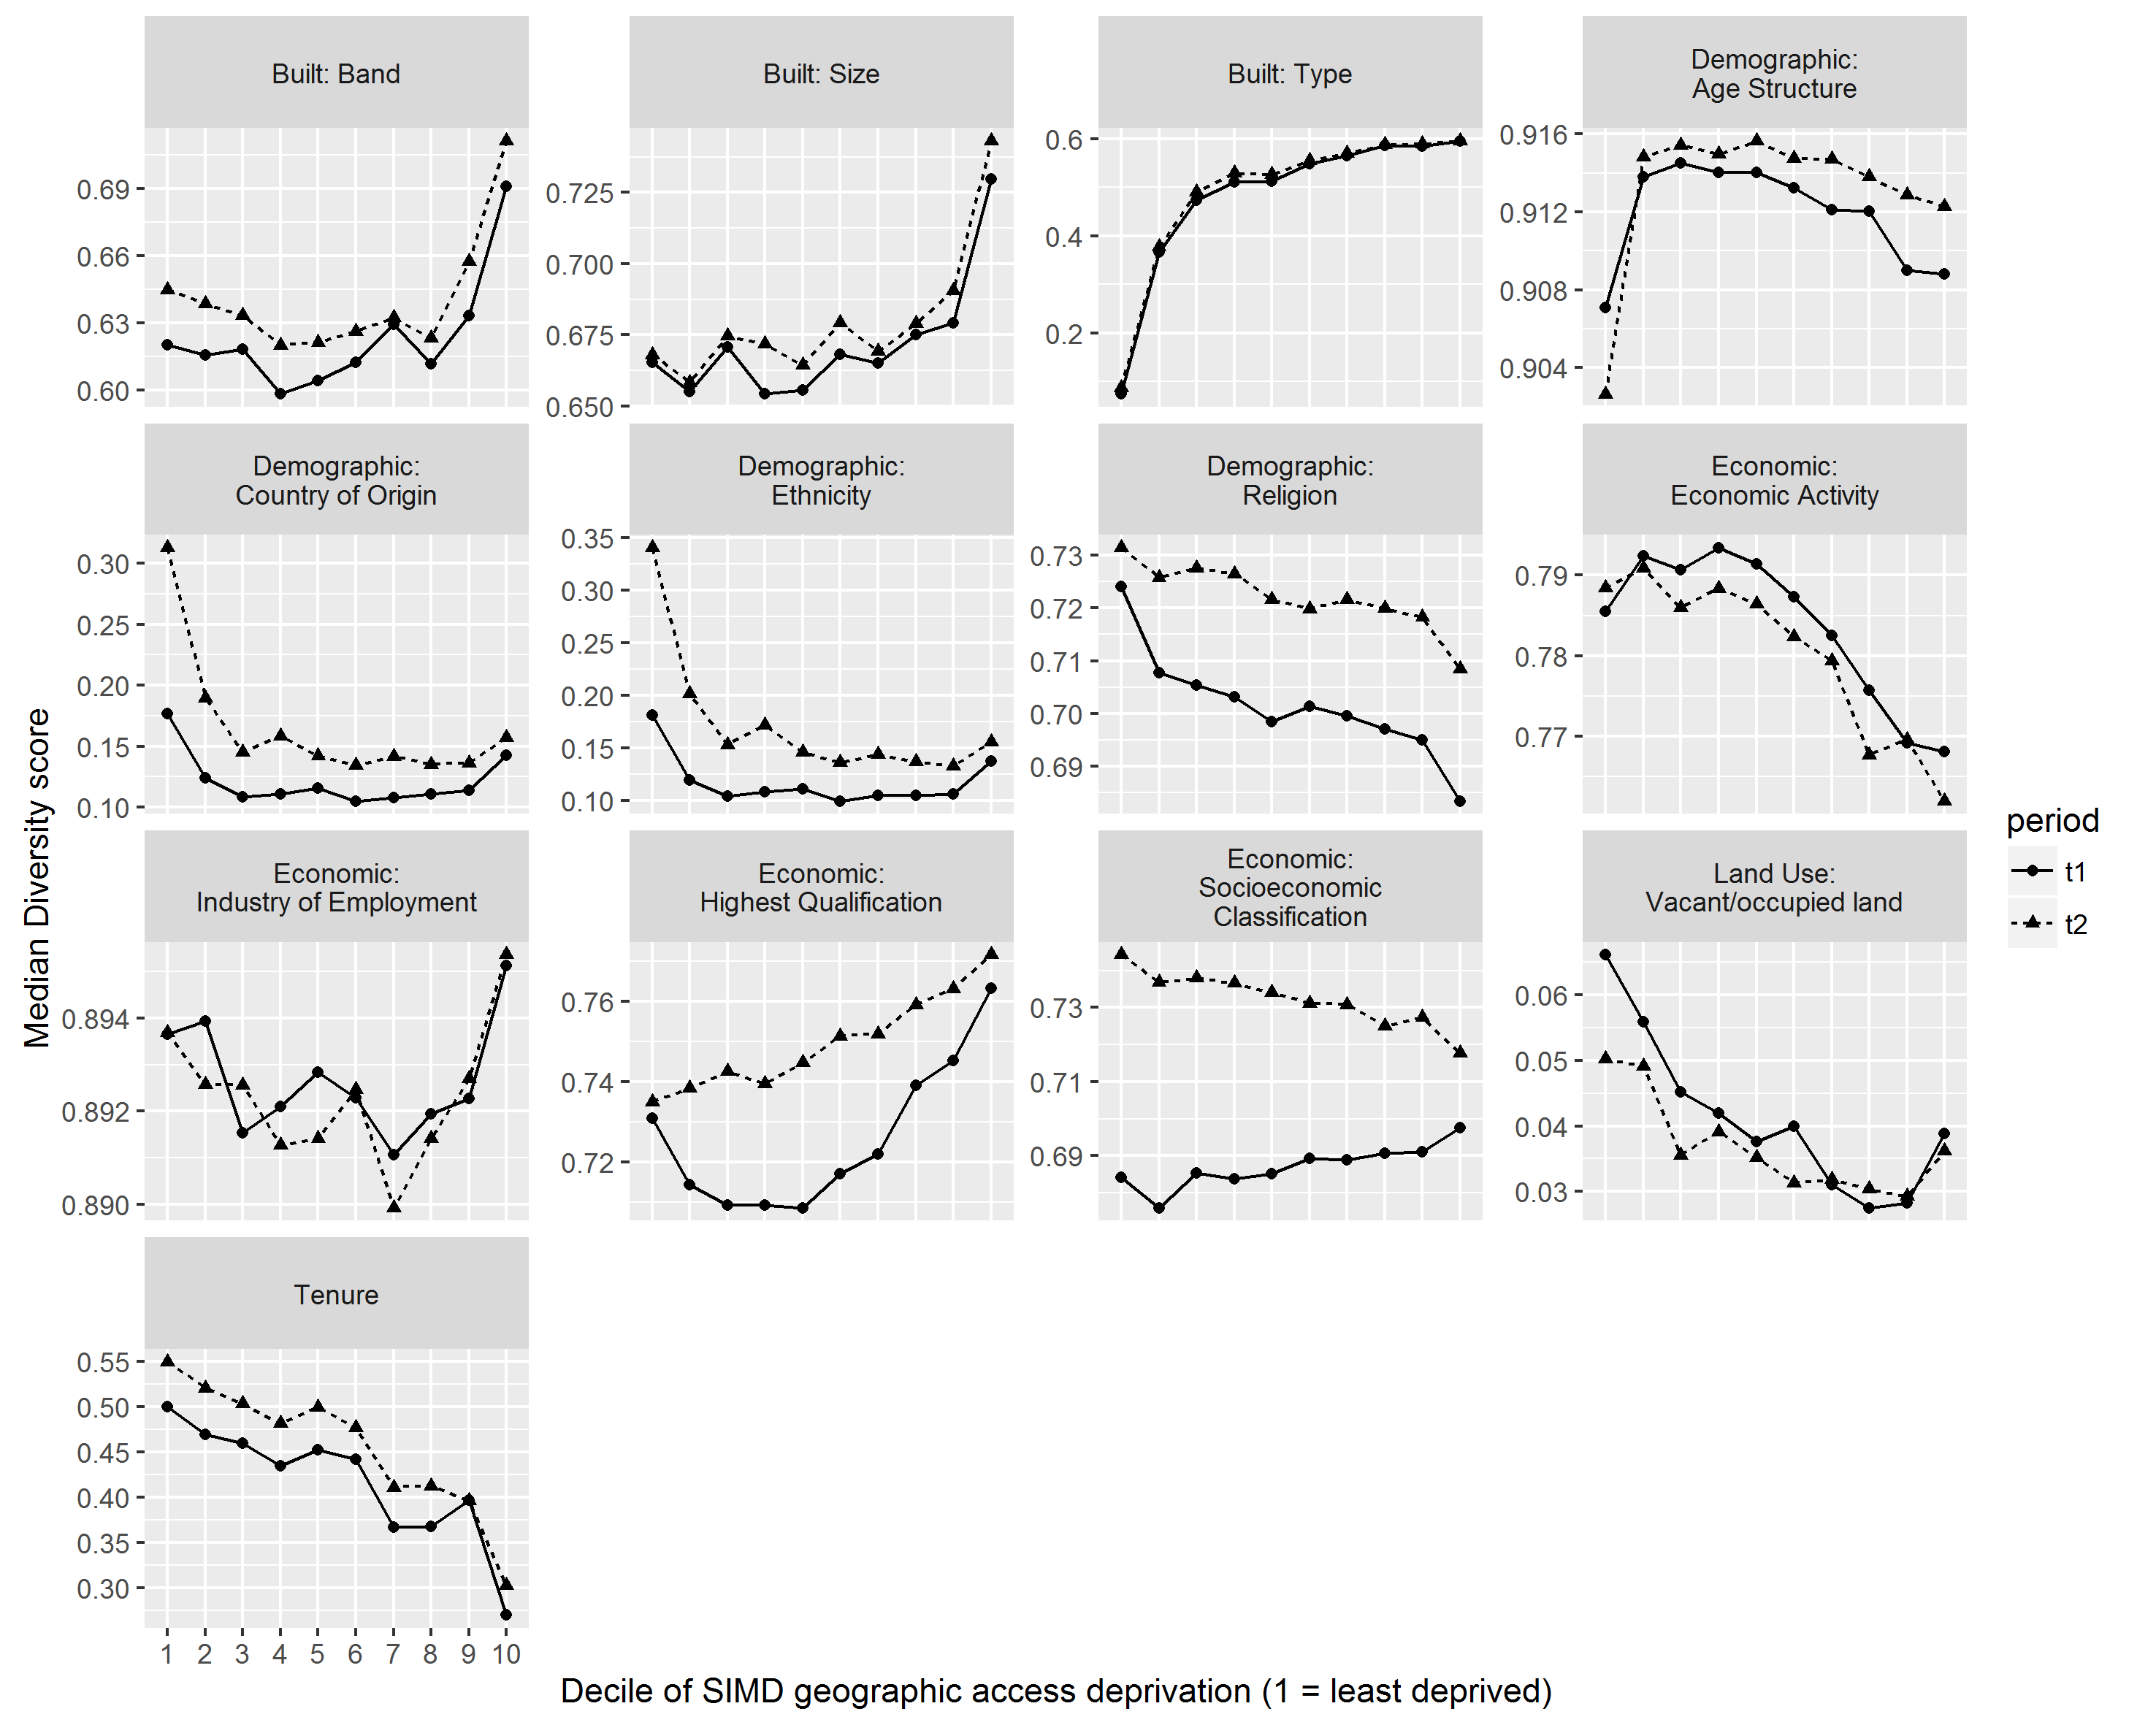 Built: Band
Built: Size
Built: Type
Demographic:
Age Structure
0.69
0.66
0.63
0.60
0.725
0.700
0.675
0.650
0.6
0.4
0.2
0.916
0.912
0.908
0.904
Demographic:
Country of Origin
Demographic:
Ethnicity
Demographic:
Religion
Economic:
Economic Activity
0.30
0.25
0.20
0.15
0.10
0.35
0.30
0.25
0.20
0.15
0.10
0.73
0.72
0.71
0.70
0.69
0.79
0.78
0.77
Economic:
Industry of Employment
Economic:
Highest Qualification
Economic:
Socioeconomic
Classification
Land Use:
Vacant/occupied land
0.894
0.892
0.890
0.76
0.74
0.72
0.73
0.71
0.69
0.06
0.05
0.04
0.03
Tenure
0.55
0.50
0.45
0.40
0.35
0.30
1 2 3 4 5 6 7 8 9 10
Decile of SIMD geographic access deprivation (1 = least deprived)
Median Diversity score
period
t1
t2